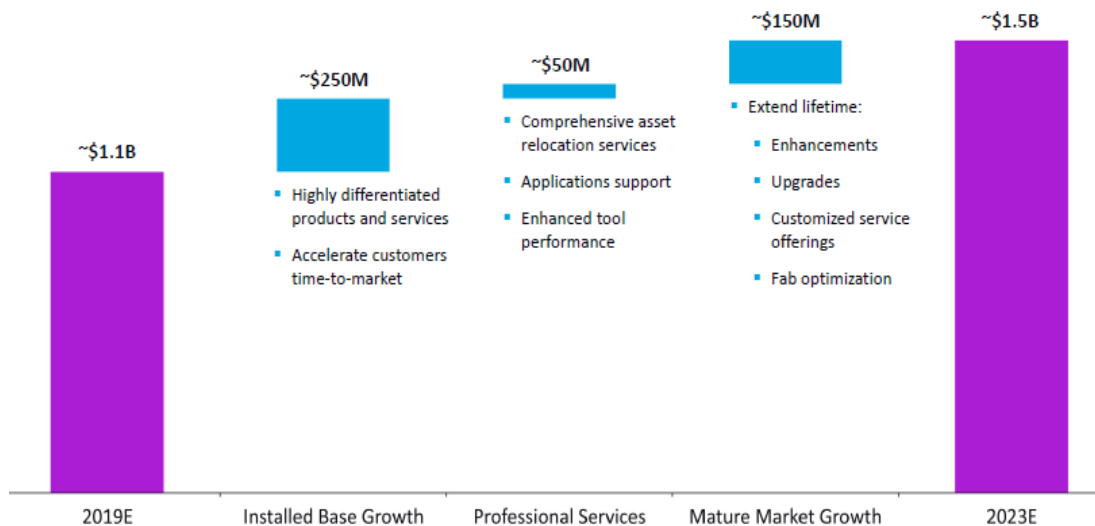 ~$1.1B
~$250M
▪ Highly differentiated
products and services
▪ Accelerate customers
time-to-market
~$50M
▪ Comprehensive asset
relocation services
▪ Applications support
▪ Enhanced tool
performance
~$150M
▪ Extend lifetime:
▪ Enhancements
▪ Upgrades
▪ Customized service
offerings
▪ Fab optimization
~$1.5B
2019E
Installed Base Growth
Professional Services
Mature Market Growth
2023E